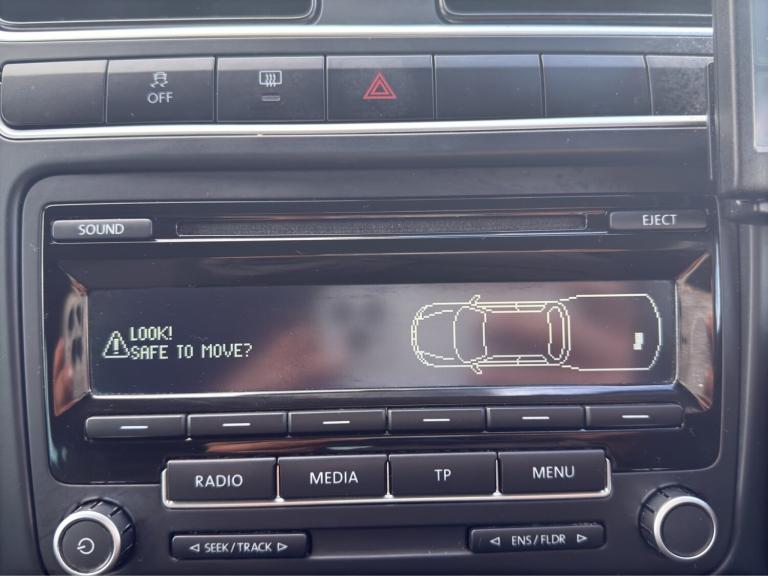 OFF
SOUND
EJECT
LOOK!
SAFE TO MOVE?
RADIO
MEDIA
TP
MENU
SEEK / TRACK
ENS / FLDR